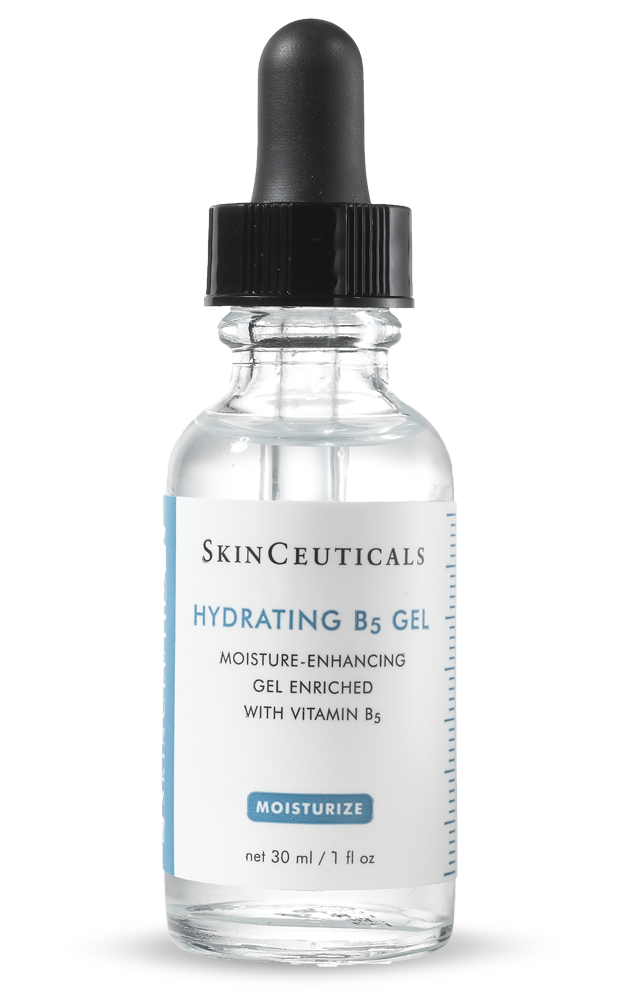 SKINCEUTICALS
HYDRATING B5 GEL
MOISTURE-ENHANCING
GEL ENRICHED
WITH VITAMIN B5
MOISTURIZE
net 30 ml / 1 fl oz